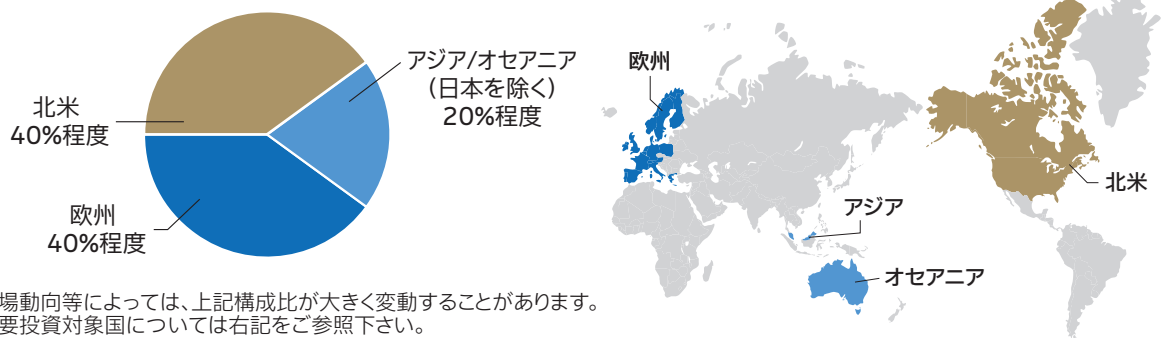 アジア/オセアニア
(日本を除く)
20%程度
北米
40%程度
欧州
40%程度
場動向等によっては、上記構成比が大きく変動することがあります。
要投資対象国については右記をご参照下さい。
欧州
アジア
オセアニア
北米